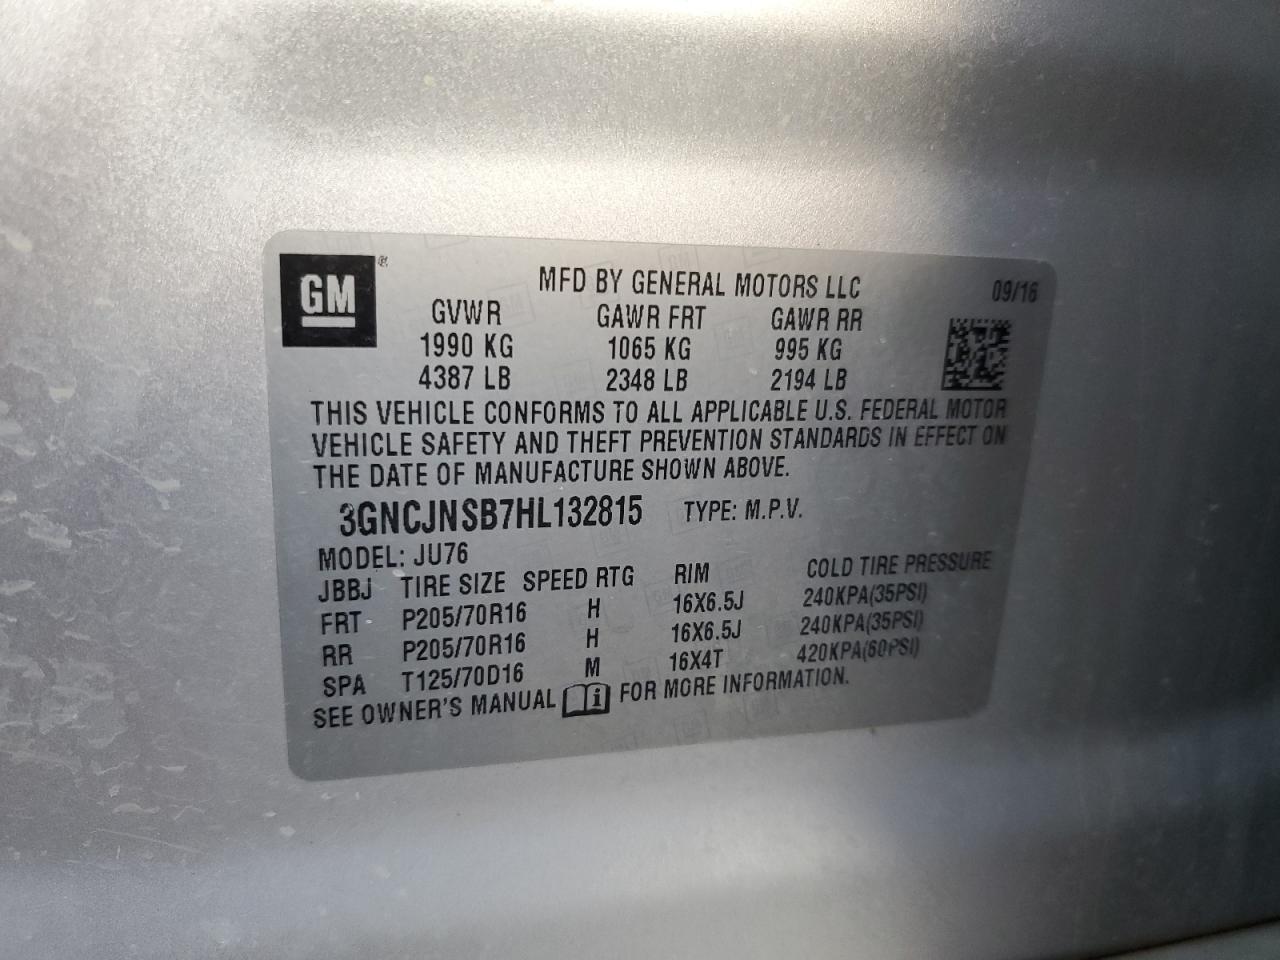 GM ®
MFD BY GENERAL MOTORS LLC 09/16
GVWR GAWR FRT GAWR RR
1990 KG 1065 KG 995 KG
4387 LB 2348 LB 2194 LB
THIS VEHICLE CONFORMS TO ALL APPLICABLE U.S. FEDERAL MOTOR
VEHICLE SAFETY AND THEFT PREVENTION STANDARDS IN EFFECT ON
THE DATE OF MANUFACTURE SHOWN ABOVE.
3GNCJNSB7HL132815 TYPE: M.P.V.
MODEL: JU76
JBBJ TIRE SIZE SPEED RTG RIM COLD TIRE PRESSURE
FRT P205/70R16 H 16X6.5J 240KPA(35PSI)
RR P205/70R16 H 16X6.5J 240KPA(35PSI)
SPA T125/70D16 M 16X4T 420KPA(60PSI)
SEE OWNER'S MANUAL FOR MORE INFORMATION.